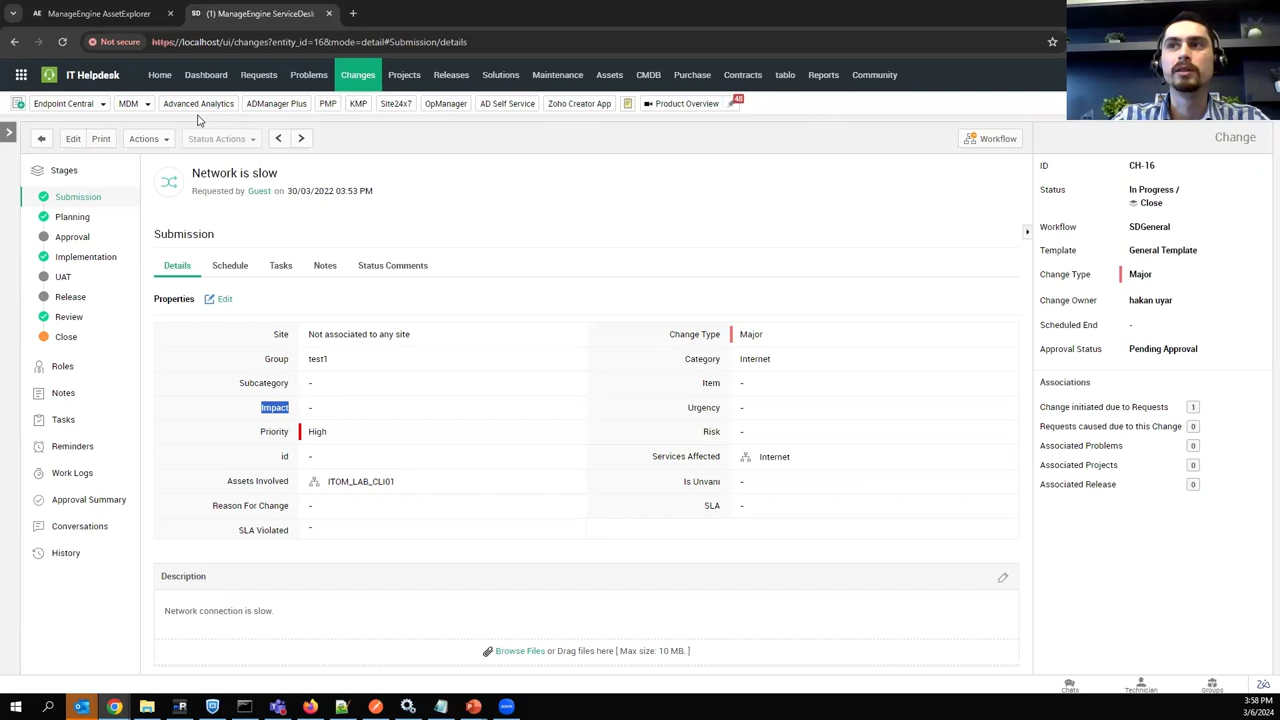 ManageEngine AssetExplorer
SD (1) ManageEngine ServiceDesk
Not secure https://localhost/ui/changes?entity_id=16&mode=detail#Submission/details
IT Helpdesk Home Dashboard Requests Problems Changes Projects Releases Solutions Maintenance Assets CMDB Purchase Contracts tablo Reports Community
Endpoint Central MDM Advanced Analytics ADManager Plus PMP KMP Site24x7 OpManager AD Self Service Zoho Creator App Product Overview 48
Edit Print Actions Status Actions Workflow
Change
Stages
Submission
Planning
Approval
Implementation
UAT
Release
Review
Close
Roles
Notes
Tasks
Reminders
Work Logs
Approval Summary
Conversations
History
Network is slow
Requested by Guest on 30/03/2022 03:53 PM
Submission
Details Schedule Tasks Notes Status Comments
Properties Edit
Site Not associated to any site Change Type Major
Group test1 Category Internet
Subcategory - Item -
Impact - Urgency -
Priority High Risk -
id - Services Affected Internet
Assets Involved ITOM_LAB_CLI01 Is Unvanı -
Reason For Change - SLA -
SLA Violated -
Description
Network connection is slow.
Browse Files or Drag files here [ Max size: 10 MB. ]
ID CH-16
Status In Progress /
Close
Workflow SDGeneral
Template General Template
Change Type Major
Change Owner hakan uyar
Scheduled End -
Approval Status Pending Approval
Associations
Change initiated due to Requests 1
Requests caused due to this Change 0
Associated Problems 0
Associated Projects 0
Associated Release 0
Chats Technician Groups
3:58 PM
3/6/2024